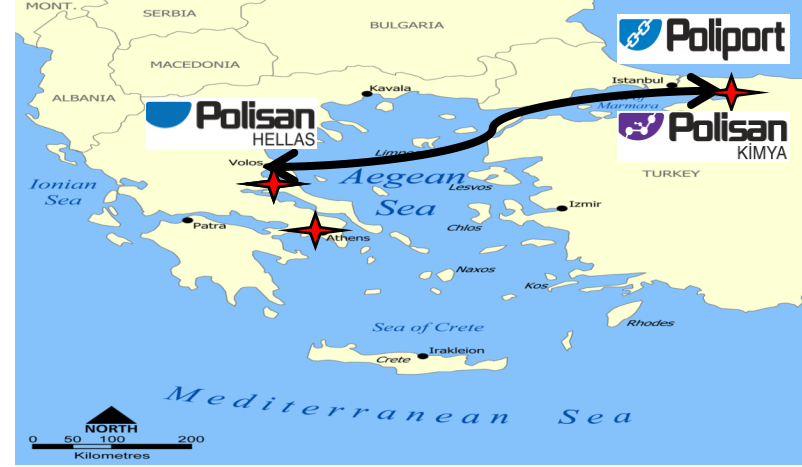 MONT.
SERBIA
BULGARIA
Poliport
MACEDONIA
Istanbul
Kavala
of
Marmara
ALBANIA
Polisan
HELLAS
Polisan
KİMYA
Volos
TURKEY
Ionian
Sea
Aegean
Sea
Lesvos
Izmir
Patra
Athens
Chios
Naxos
Kos
Rhodes
Sea of Crete
Irakleion
Crete
Mediterranean Sea
NORTH
0 50 100 200
Kilometres